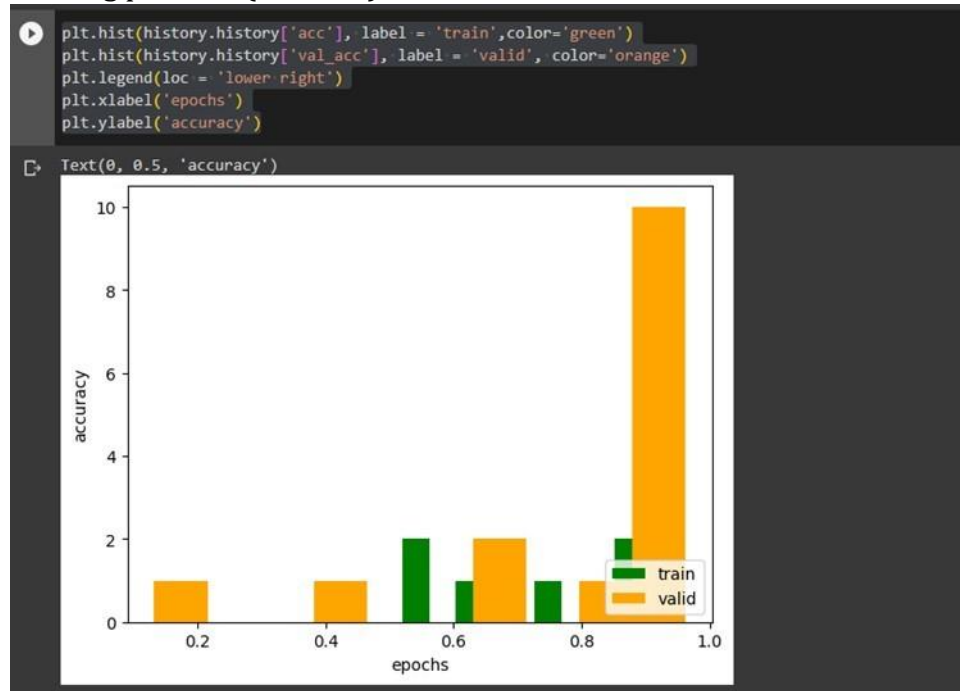 plt.hist(history.history['acc'], label = 'train',color='green')
plt.hist(history.history['val_acc'], label = 'valid', color='orange')
plt.legend(loc = 'lower right')
plt.xlabel('epochs')
plt.ylabel('accuracy')
Text(0, 0.5, 'accuracy')
10
8
6
4
2
0
accuracy
train
valid
0.2 0.4 0.6 0.8 1.0
epochs